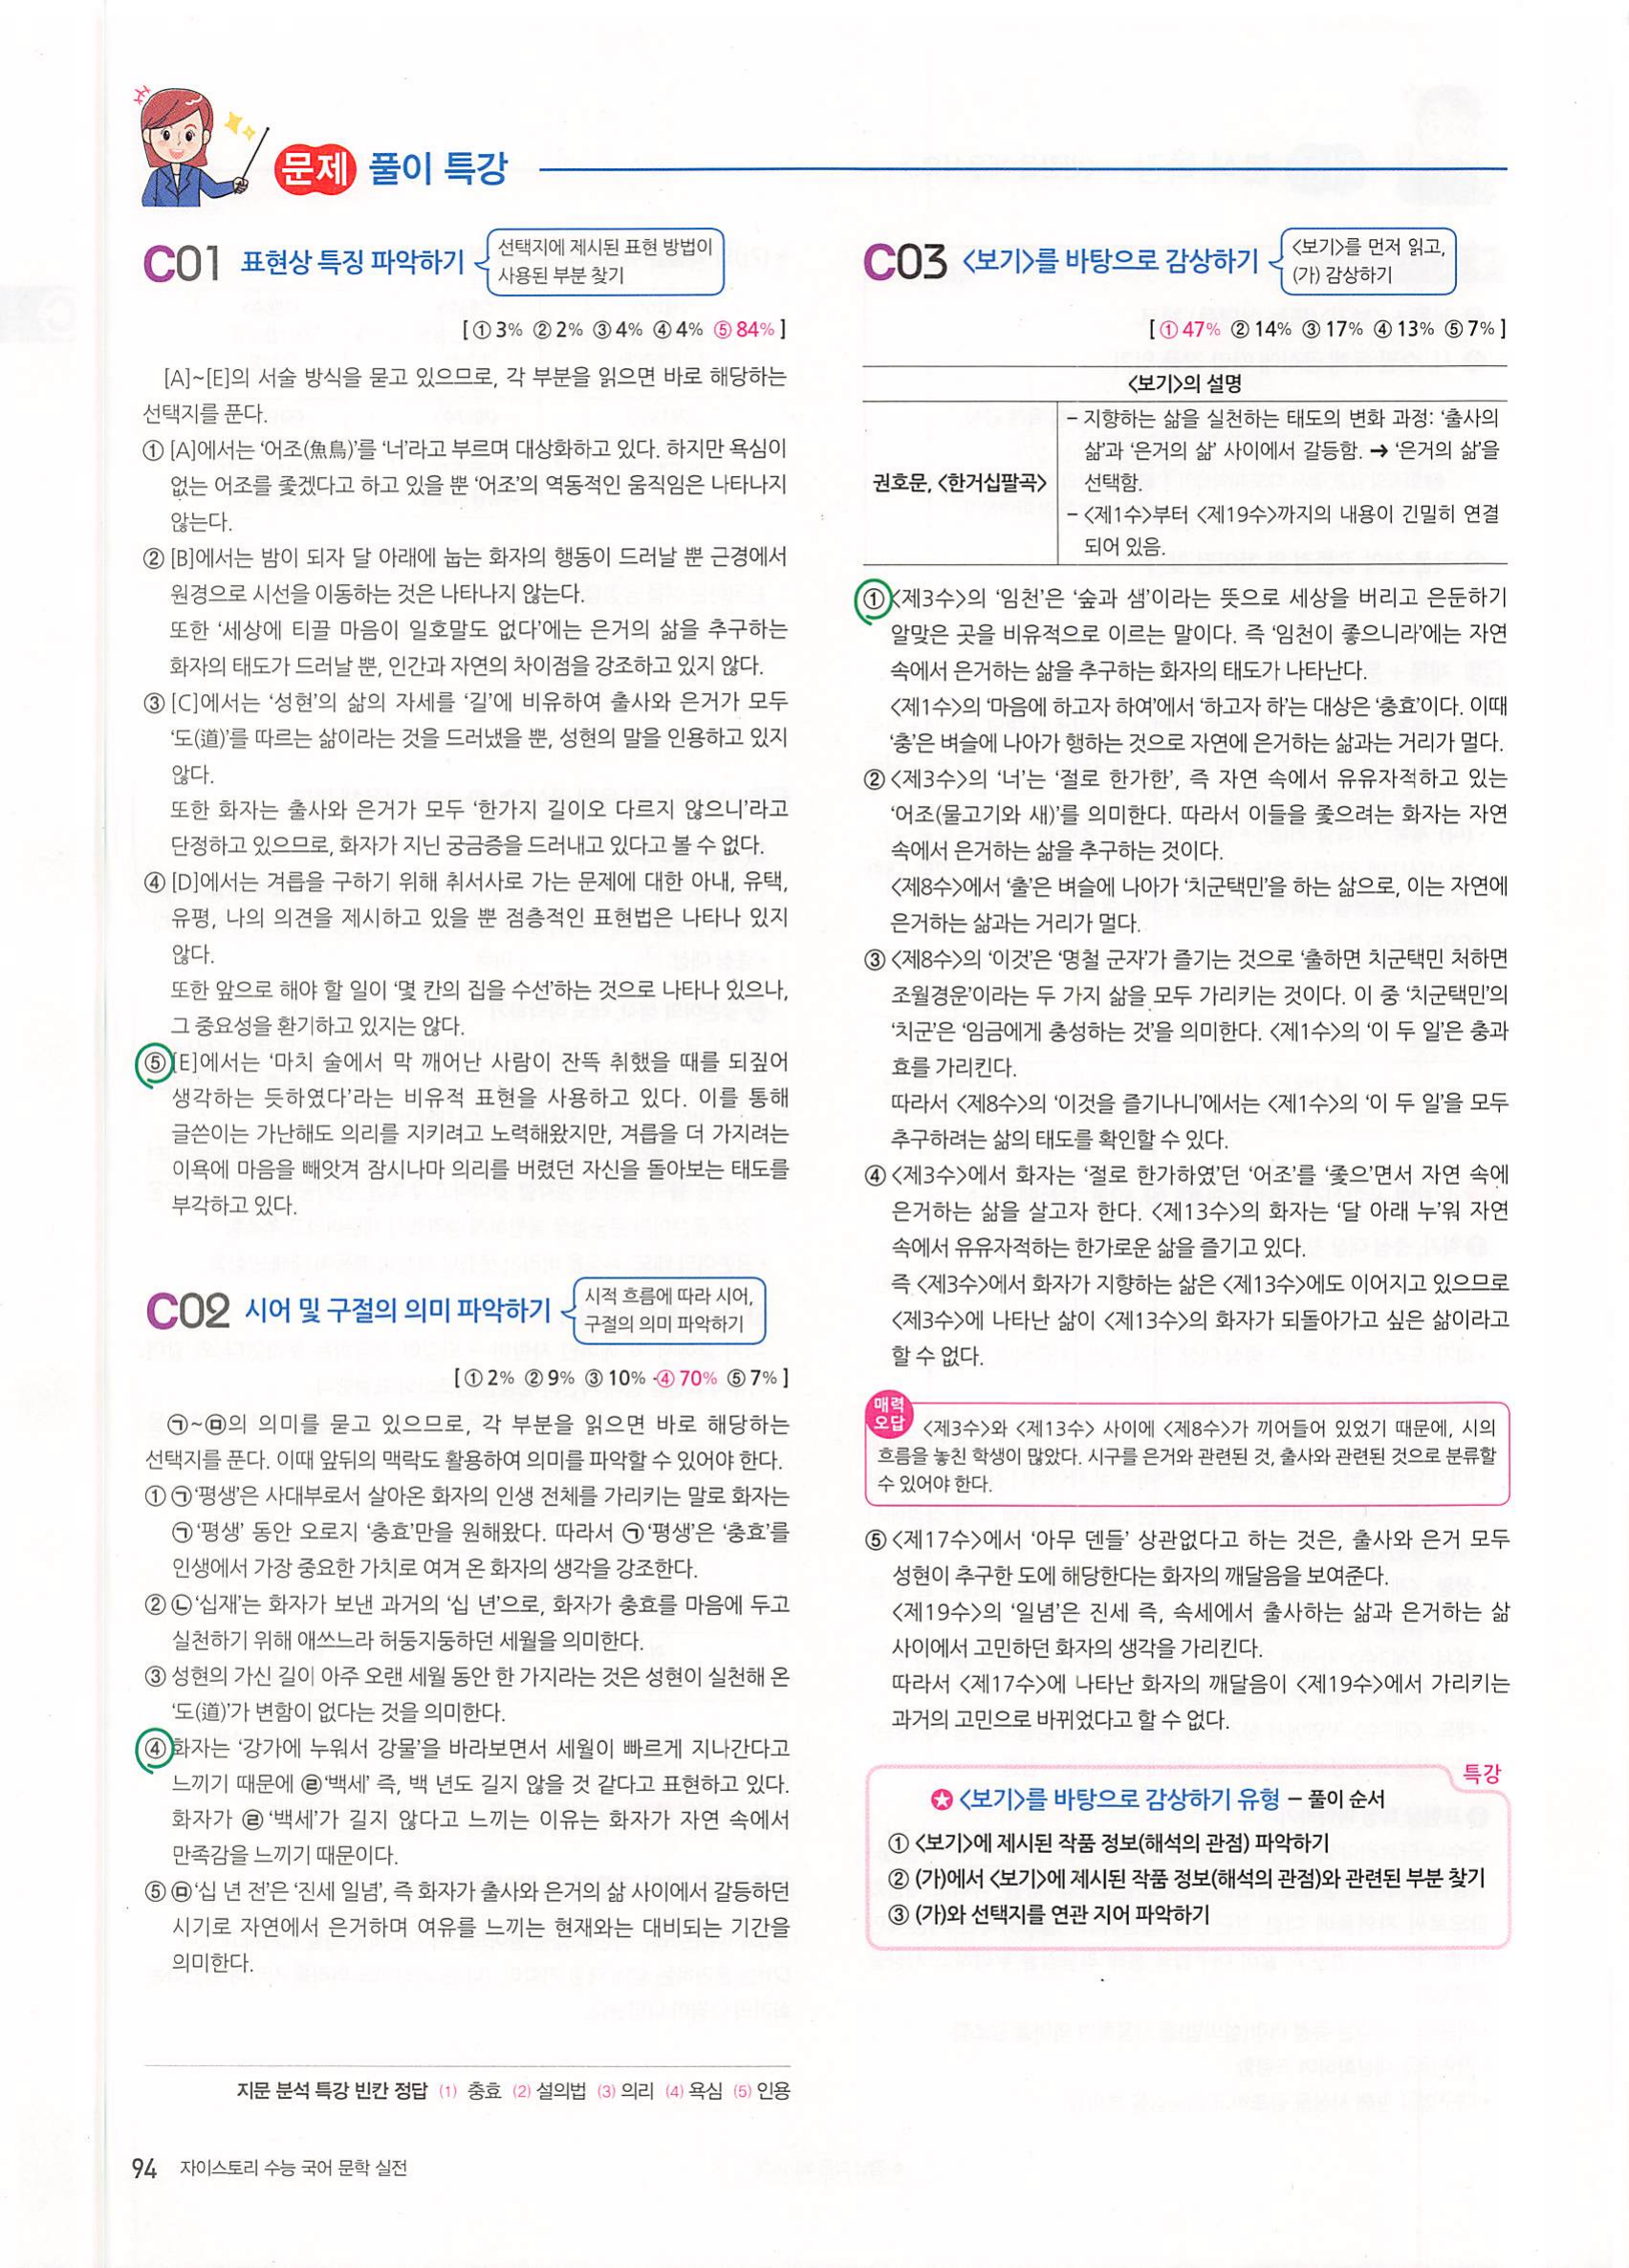 문제 풀이 특강
C01 표현상 특징 파악하기
선택지에 제시된 표현 방법이
사용된 부분 찾기
[ ① 3% ② 2% ③ 4% ④ 4% ⑤ 84% ]
[A]~[E]의 서술 방식을 묻고 있으므로, 각 부분을 읽으면 바로 해당하는
선택지를 푼다.
① [A]에서는 ‘어조(魚鳥)’를 ‘너’라고 부르며 대상화하고 있다. 하지만 욕심이
없는 어조를 좇겠다고 하고 있을 뿐 ‘어조’의 역동적인 움직임은 나타나지
않는다.
② [B]에서는 밤이 되자 달 아래에 눕는 화자의 행동이 드러날 뿐 근경에서
원경으로 시선을 이동하는 것은 나타나지 않는다.
또한 ‘세상에 티끌 마음이 일호말도 없다’에는 은거의 삶을 추구하는
화자의 태도가 드러날 뿐, 인간과 자연의 차이점을 강조하고 있지 않다.
③ [C]에서는 ‘성현’의 삶의 자세를 ‘길’에 비유하여 출사와 은거가 모두
‘도(道)’를 따르는 삶이라는 것을 드러냈을 뿐, 성현의 말을 인용하고 있지
않다.
또한 화자는 출사와 은거가 모두 ‘한가지 길이오 다르지 않으니’라고
단정하고 있으므로, 화자가 지닌 궁금증을 드러내고 있다고 볼 수 없다.
④ [D]에서는 겨릅을 구하기 위해 취서사로 가는 문제에 대한 아내, 유택,
유평, 나의 의견을 제시하고 있을 뿐 점층적인 표현법은 나타나 있지
않다.
또한 앞으로 해야 할 일이 ‘몇 칸의 집을 수선’하는 것으로 나타나 있으나,
그 중요성을 환기하고 있지는 않다.
⑤ [E]에서는 ‘마치 술에서 막 깨어난 사람이 잔뜩 취했을 때를 되짚어
생각하는 듯하였다’라는 비유적 표현을 사용하고 있다. 이를 통해
글쓴이는 가난해도 의리를 지키려고 노력해왔지만, 겨릅을 더 가지려는
이욕에 마음을 빼앗겨 잠시나마 의리를 버렸던 자신을 돌아보는 태도를
부각하고 있다.
C02 시어 및 구절의 의미 파악하기
시적 흐름에 따라 시어,
구절의 의미 파악하기
[ ① 2% ② 9% ③ 10% ④ 70% ⑤ 7% ]
㉠~㉤의 의미를 묻고 있으므로, 각 부분을 읽으면 바로 해당하는
선택지를 푼다. 이때 앞뒤의 맥락도 활용하여 의미를 파악할 수 있어야 한다.
① ㉠‘평생’은 사대부로서 살아온 화자의 인생 전체를 가리키는 말로 화자는
㉠‘평생’ 동안 오로지 ‘충효’만을 원해왔다. 따라서 ㉠‘평생’은 ‘충효’를
인생에서 가장 중요한 가치로 여겨 온 화자의 생각을 강조한다.
② ㉡‘십재’는 화자가 보낸 과거의 ‘십 년’으로, 화자가 충효를 마음에 두고
실천하기 위해 애쓰느라 허둥지둥하던 세월을 의미한다.
③ 성현의 가신 길이 아주 오랜 세월 동안 한 가지라는 것은 성현이 실천해 온
‘도(道)’가 변함이 없다는 것을 의미한다.
④ 화자는 ‘강가에 누워서 강물’을 바라보면서 세월이 빠르게 지나간다고
느끼기 때문에 ㉣‘백세’ 즉, 백 년도 길지 않을 것 같다고 표현하고 있다.
화자가 ㉣‘백세’가 길지 않다고 느끼는 이유는 화자가 자연 속에서
만족감을 느끼기 때문이다.
⑤ ㉤‘십 년 전’은 ‘진세 일념’, 즉 화자가 출사와 은거의 삶 사이에서 갈등하던
시기로 자연에서 은거하며 여유를 느끼는 현재와는 대비되는 기간을
의미한다.
지문 분석 특강 빈칸 정답 (1) 충효 (2) 설의법 (3) 의리 (4) 욕심 (5) 인용
94 자이스토리 수능 국어 문학 실전
C03 <보기>를 바탕으로 감상하기
<보기>를 먼저 읽고,
(가) 감상하기
[ ① 47% ② 14% ③ 17% ④ 13% ⑤ 7% ]
<보기>의 설명
권호문, <한거십팔곡>
– 지향하는 삶을 실천하는 태도의 변화 과정: ‘출사의
삶’과 ‘은거의 삶’ 사이에서 갈등함. → ‘은거의 삶’을
선택함.
– <제1수>부터 <제19수>까지의 내용이 긴밀히 연결
되어 있음.
① <제3수>의 ‘임천’은 ‘숲과 샘’이라는 뜻으로 세상을 버리고 은둔하기
알맞은 곳을 비유적으로 이르는 말이다. 즉 ‘임천이 좋으니라’에는 자연
속에서 은거하는 삶을 추구하는 화자의 태도가 나타난다.
<제1수>의 ‘마음에 하고자 하여’에서 ‘하고자 하’는 대상은 ‘충효’이다. 이때
‘충’은 벼슬에 나아가 행하는 것으로 자연에 은거하는 삶과는 거리가 멀다.
② <제3수>의 ‘너’는 ‘절로 한가한’, 즉 자연 속에서 유유자적하고 있는
‘어조(물고기와 새)’를 의미한다. 따라서 이들을 좇으려는 화자는 자연
속에서 은거하는 삶을 추구하는 것이다.
<제8수>에서 ‘출’은 벼슬에 나아가 ‘치군택민’을 하는 삶으로, 이는 자연에
은거하는 삶과는 거리가 멀다.
③ <제8수>의 ‘이것’은 ‘명철 군자’가 즐기는 것으로 ‘출하면 치군택민 처하면
조월경운’이라는 두 가지 삶을 모두 가리키는 것이다. 이 중 ‘치군택민’의
‘치군’은 ‘임금에게 충성하는 것’을 의미한다. <제1수>의 ‘이 두 일’은 충과
효를 가리킨다.
따라서 <제8수>의 ‘이것을 즐기나니’에서는 <제1수>의 ‘이 두 일’을 모두
추구하려는 삶의 태도를 확인할 수 있다.
④ <제3수>에서 화자는 ‘절로 한가하였’던 ‘어조’를 ‘좇으’면서 자연 속에
은거하는 삶을 살고자 한다. <제13수>의 화자는 ‘달 아래 누’워 자연
속에서 유유자적하는 한가로운 삶을 즐기고 있다.
즉 <제3수>에서 화자가 지향하는 삶은 <제13수>에도 이어지고 있으므로
<제3수>에 나타난 삶이 <제13수>의 화자가 되돌아가고 싶은 삶이라고
할 수 없다.
매력
오답
<제3수>와 <제13수> 사이에 <제8수>가 끼어들어 있었기 때문에, 시의
흐름을 놓친 학생이 많았다. 시구를 은거와 관련된 것, 출사와 관련된 것으로 분류할
수 있어야 한다.
⑤ <제17수>에서 ‘아무 덴들’ 상관없다고 하는 것은, 출사와 은거 모두
성현이 추구한 도에 해당한다는 화자의 깨달음을 보여준다.
<제19수>의 ‘일념’은 진세 즉, 속세에서 출사하는 삶과 은거하는 삶
사이에서 고민하던 화자의 생각을 가리킨다.
따라서 <제17수>에 나타난 화자의 깨달음이 <제19수>에서 가리키는
과거의 고민으로 바뀌었다고 할 수 없다.
특강
★ <보기>를 바탕으로 감상하기 유형 – 풀이 순서
① <보기>에 제시된 작품 정보(해석의 관점) 파악하기
② (가)에서 <보기>에 제시된 작품 정보(해석의 관점)와 관련된 부분 찾기
③ (가)와 선택지를 연관 지어 파악하기